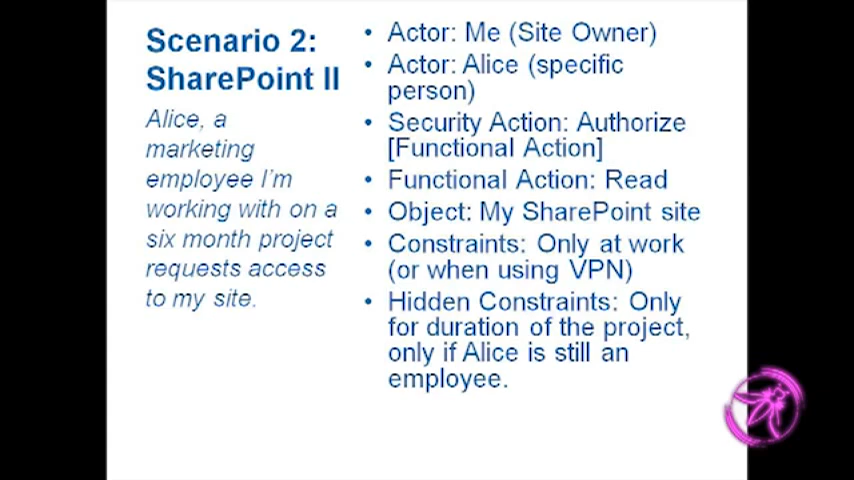 Scenario 2:
SharePoint II
Alice, a
marketing
employee I'm
working with on a
six month project
requests access
to my site.
• Actor: Me (Site Owner)
• Actor: Alice (specific
person)
• Security Action: Authorize
[Functional Action]
• Functional Action: Read
• Object: My SharePoint site
• Constraints: Only at work
(or when using VPN)
• Hidden Constraints: Only
for duration of the project,
only if Alice is still an
employee.